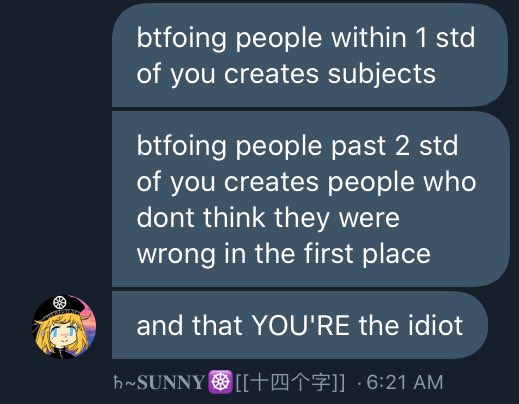 btfoing people within 1 std
of you creates subjects
btfoing people past 2 std
of you creates people who
dont think they were
wrong in the first place
and that YOU'RE the idiot
♄~𝐒𝐔𝐍𝐍𝐘☸️[[十四个字]] · 6:21 AM